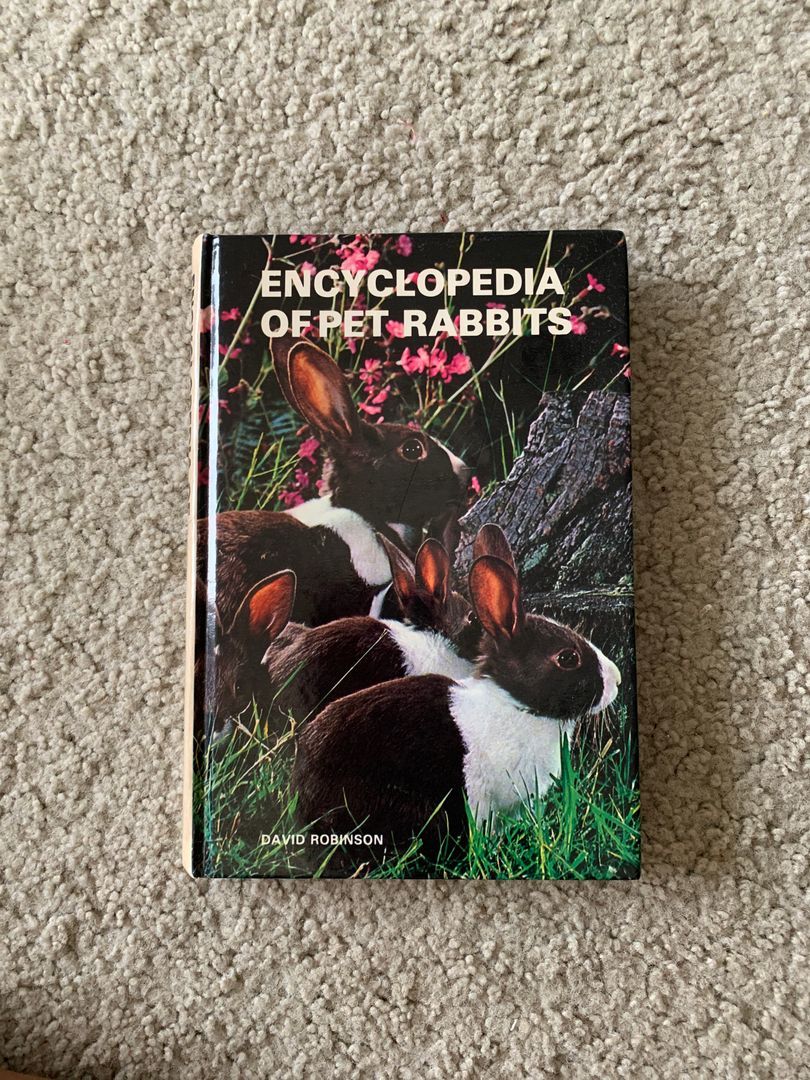 ENCYCLOPEDIA
OF PET RABBITS
DAVID ROBINSON